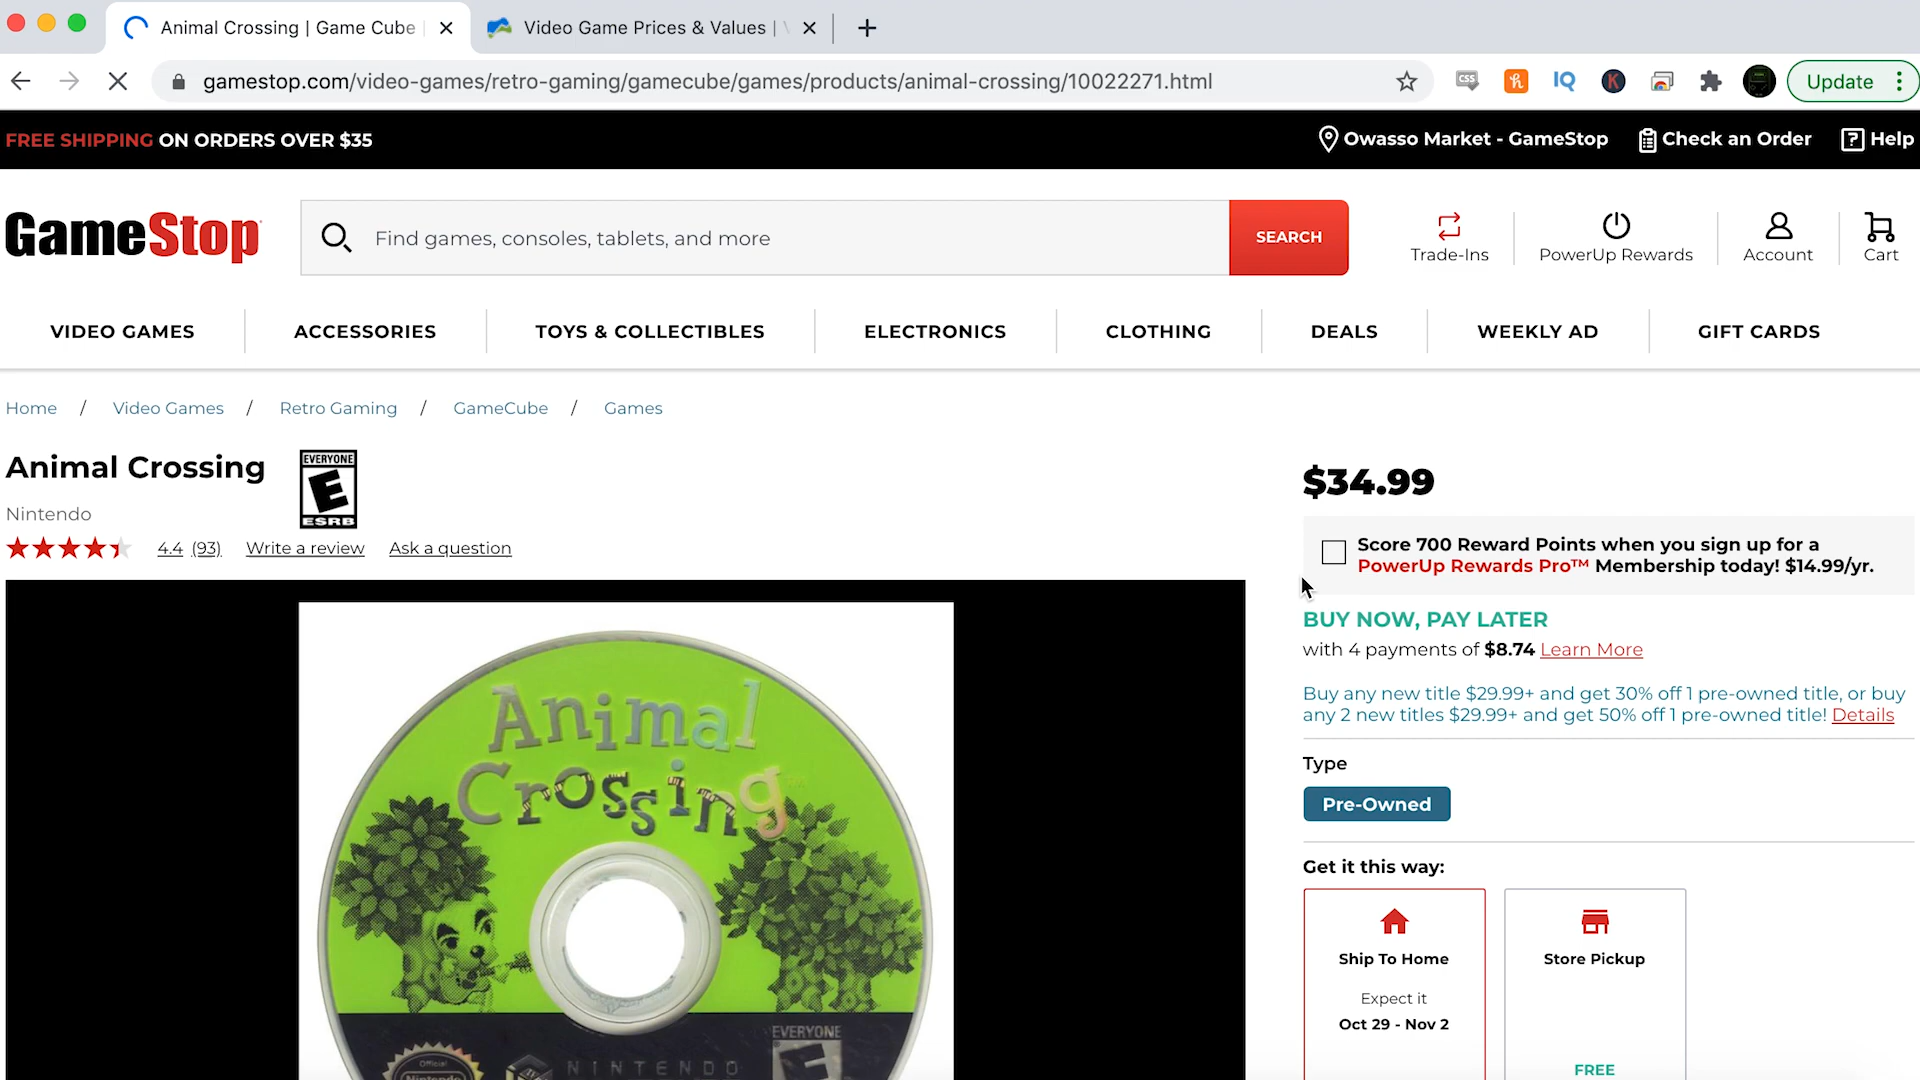 Animal Crossing | Game Cube
Video Game Prices & Values |
gamestop.com/video-games/retro-gaming/gamecube/games/products/animal-crossing/10022271.html
CSS
IQ
K
Update
FREE SHIPPING ON ORDERS OVER $35
Owasso Market - GameStop
Check an Order
Help
GameStop
Find games, consoles, tablets, and more
SEARCH
Trade-Ins
PowerUp Rewards
Account
Cart
VIDEO GAMES
ACCESSORIES
TOYS & COLLECTIBLES
ELECTRONICS
CLOTHING
DEALS
WEEKLY AD
GIFT CARDS
Home / Video Games / Retro Gaming / GameCube / Games
Animal Crossing
EVERYONE
E
ESRB
Nintendo
4.4 (93) Write a review Ask a question
Animal
Crossing
EVERYONE
E
Official
Nintendo
NINTENDO
$34.99
Score 700 Reward Points when you sign up for a
PowerUp Rewards Pro™ Membership today! $14.99/yr.
BUY NOW, PAY LATER
with 4 payments of $8.74 Learn More
Buy any new title $29.99+ and get 30% off 1 pre-owned title, or buy
any 2 new titles $29.99+ and get 50% off 1 pre-owned title! Details
Type
Pre-Owned
Get it this way:
Ship To Home
Expect it
Oct 29 - Nov 2
Store Pickup
FREE